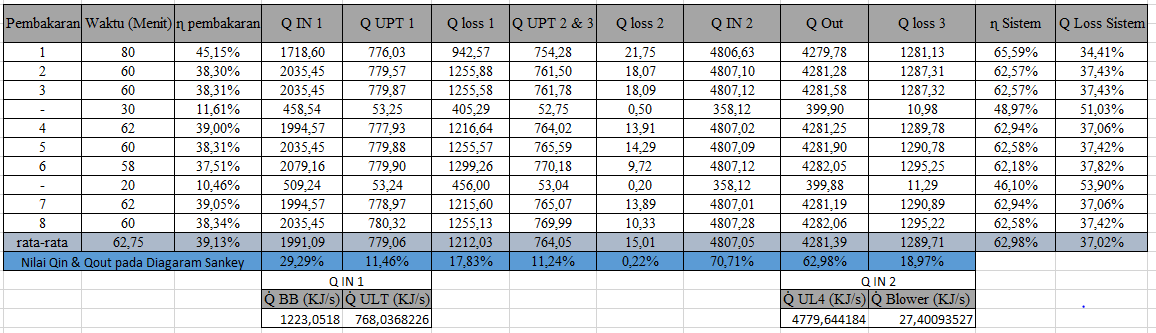 Pembakaran Waktu (Menit) η pembakaran Q IN 1 Q UPT 1 Q loss 1 Q UPT 2 & 3 Q loss 2 Q IN 2 Q Out Q loss 3 η Sistem Q Loss Sistem
1 80 45,15% 1718,60 776,03 942,57 754,28 21,75 4806,63 4279,78 1281,13 65,59% 34,41%
2 60 38,30% 2035,45 779,57 1255,88 761,50 18,07 4807,10 4281,28 1287,31 62,57% 37,43%
3 60 38,31% 2035,45 779,87 1255,58 761,78 18,09 4807,12 4281,58 1287,32 62,57% 37,43%
- 30 11,61% 458,54 53,25 405,29 52,75 0,50 358,12 399,90 10,98 48,97% 51,03%
4 62 39,00% 1994,57 777,93 1216,64 764,02 13,91 4807,02 4281,25 1289,78 62,94% 37,06%
5 60 38,31% 2035,45 779,88 1255,57 765,59 14,29 4807,09 4281,90 1290,78 62,58% 37,42%
6 58 37,51% 2079,16 779,90 1299,26 770,18 9,72 4807,12 4282,05 1295,25 62,18% 37,82%
- 20 10,46% 509,24 53,24 456,00 53,04 0,20 358,12 399,88 11,29 46,10% 53,90%
7 62 39,05% 1994,57 778,97 1215,60 765,07 13,89 4807,01 4281,19 1290,89 62,94% 37,06%
8 60 38,34% 2035,45 780,32 1255,13 769,99 10,33 4807,28 4282,06 1295,22 62,58% 37,42%
rata-rata 62,75 39,13% 1991,09 779,06 1212,03 764,05 15,01 4807,05 4281,39 1289,71 62,98% 37,02%
Nilai Qin & Qout pada Diagaram Sankey 29,29% 11,46% 17,83% 11,24% 0,22% 70,71% 62,98% 18,97%
Q IN 1 Q IN 2
Q̇ BB (KJ/s) Q̇ ULT (KJ/s) Q̇ UL4 (KJ/s) Q̇ Blower (KJ/s)
1223,0518 768,0368226 4779,644184 27,40093527